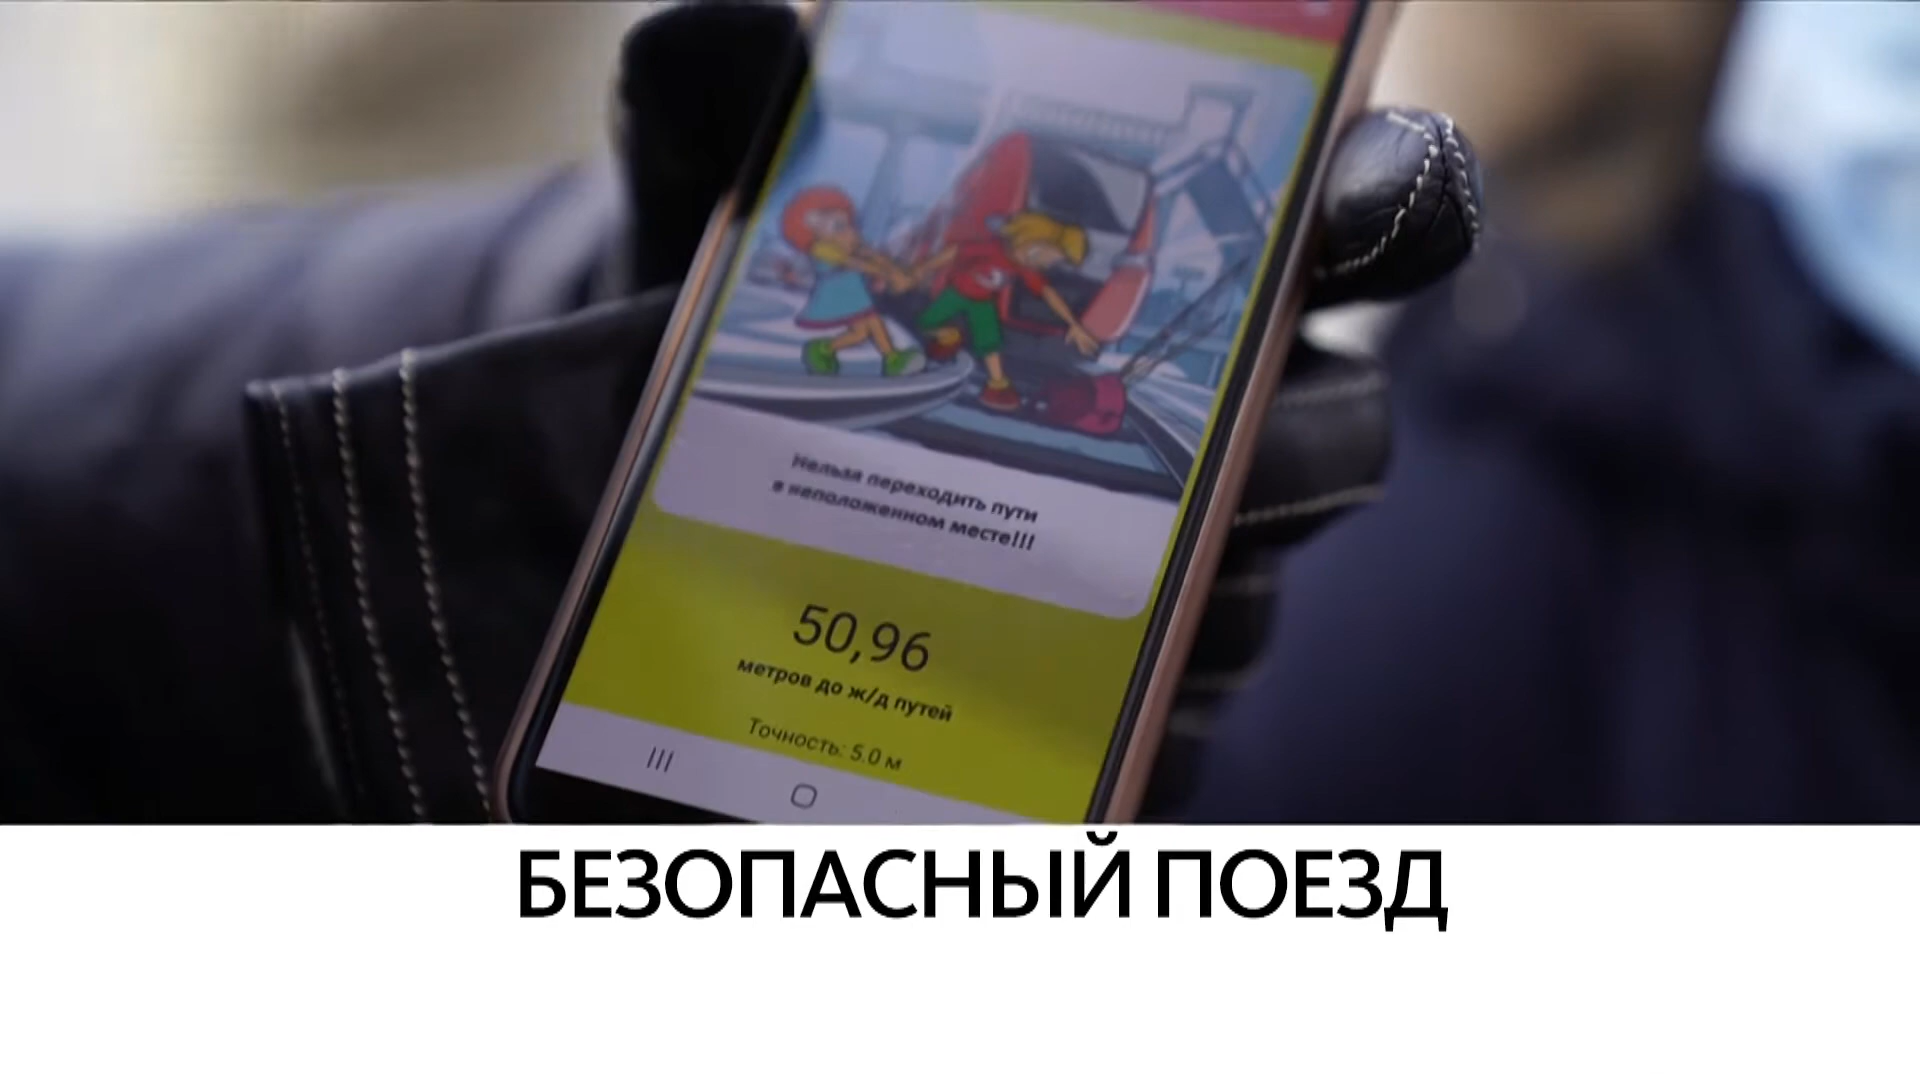 Нельзя переходить пути
в неположенном месте!!!
50,96
метров до ж/д путей
Точность: 5.0 м
БЕЗОПАСНЫЙ ПОЕЗД